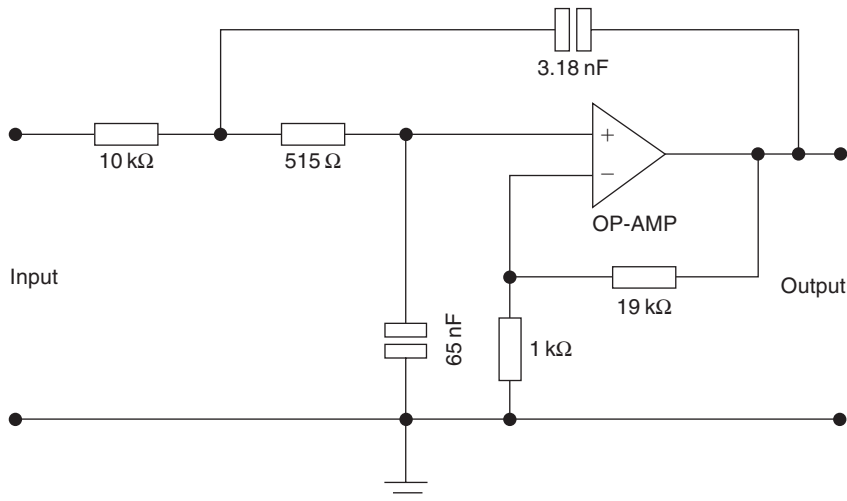 3.18 nF
10 kΩ
515 Ω
+
−
OP-AMP
Input
19 kΩ
Output
65 nF
1 kΩ